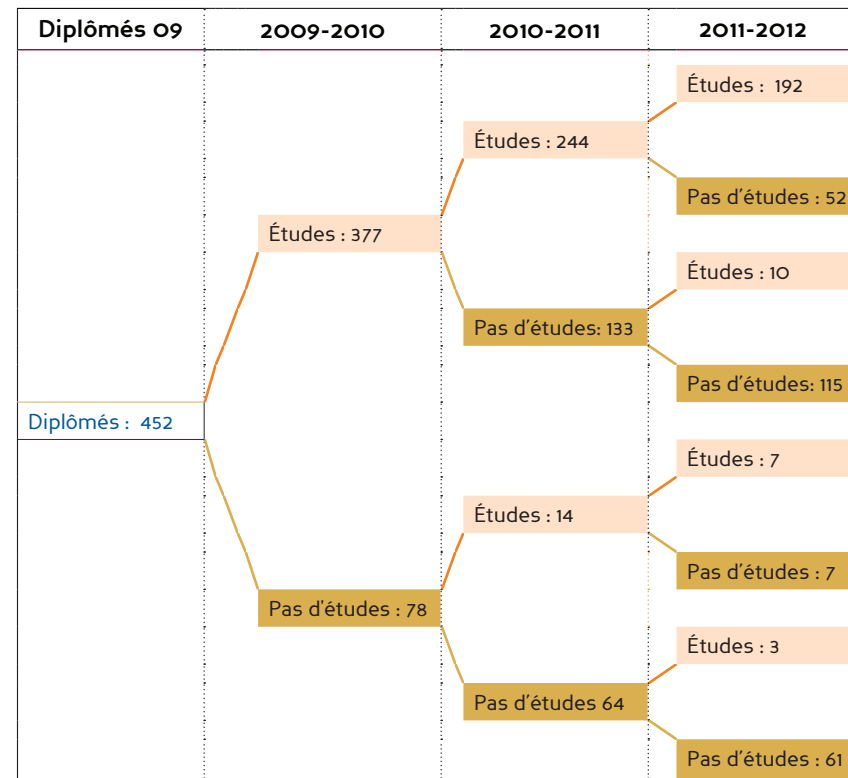 Diplômés 09 2009-2010 2010-2011 2011-2012
Études : 192
Études : 244
Pas d'études : 52
Études : 377
Études : 10
Pas d'études: 133
Pas d'études: 115
Diplômés : 452
Études : 7
Études : 14
Pas d'études : 7
Pas d'études : 78
Études : 3
Pas d'études 64
Pas d'études : 61